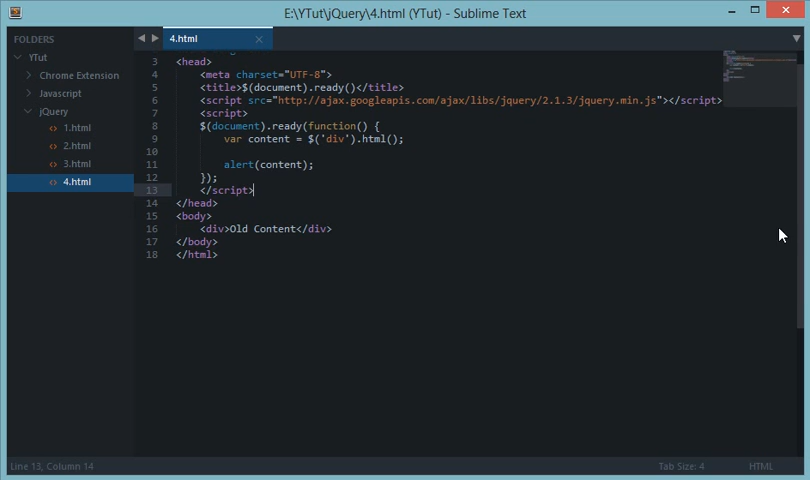 E:\YTut\jQuery\4.html (YTut) - Sublime Text
FOLDERS
YTut
Chrome Extension
Javascript
jQuery
1.html
2.html
3.html
4.html
4.html
3 <head>
4 <meta charset="UTF-8">
5 <title>$(document).ready()</title>
6 <script src="http://ajax.googleapis.com/ajax/libs/jquery/2.1.3/jquery.min.js"></script>
7 <script>
8 $(document).ready(function() {
9 var content = $('div').html();
10
11 alert(content);
12 });
13 </script>
14 </head>
15 <body>
16 <div>Old Content</div>
17 </body>
18 </html>
Line 13, Column 14
Tab Size: 4
HTML